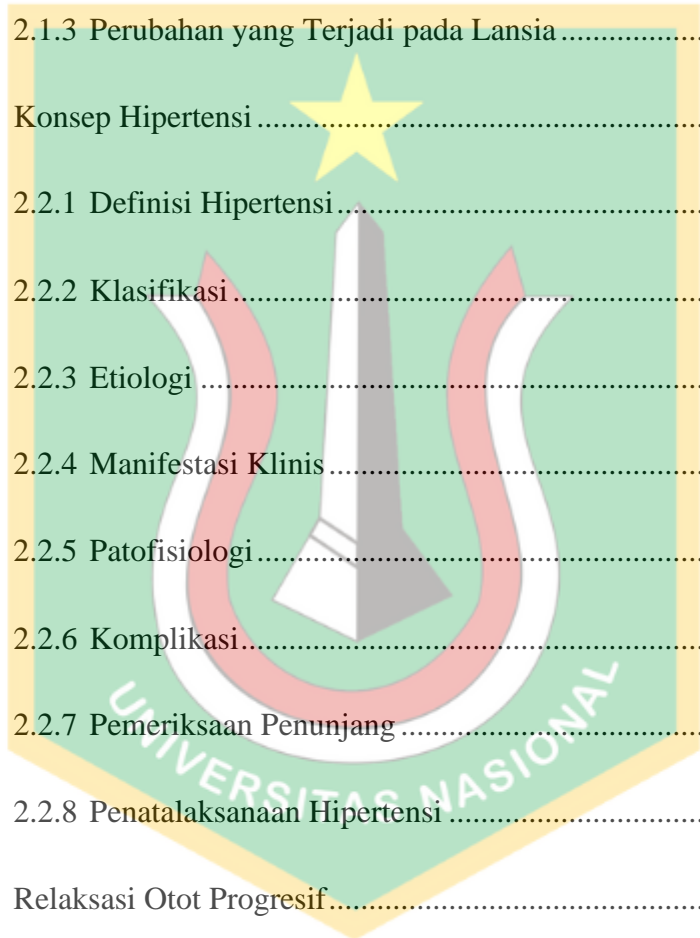 2.1.3 Perubahan yang Terjadi pada Lansia....................
Konsep Hipertensi....................................................
2.2.1 Definisi Hipertensi..........................................
2.2.2 Klasifikasi......................................................
2.2.3 Etiologi..........................................................
2.2.4 Manifestasi Klinis...........................................
2.2.5 Patofisiologi...................................................
2.2.6 Komplikasi.....................................................
2.2.7 Pemeriksaan Penunjang..................................
2.2.8 Penatalaksanaan Hipertensi.............................
Relaksasi Otot Progresif...........................................
UNIVERSITAS NASIONAL